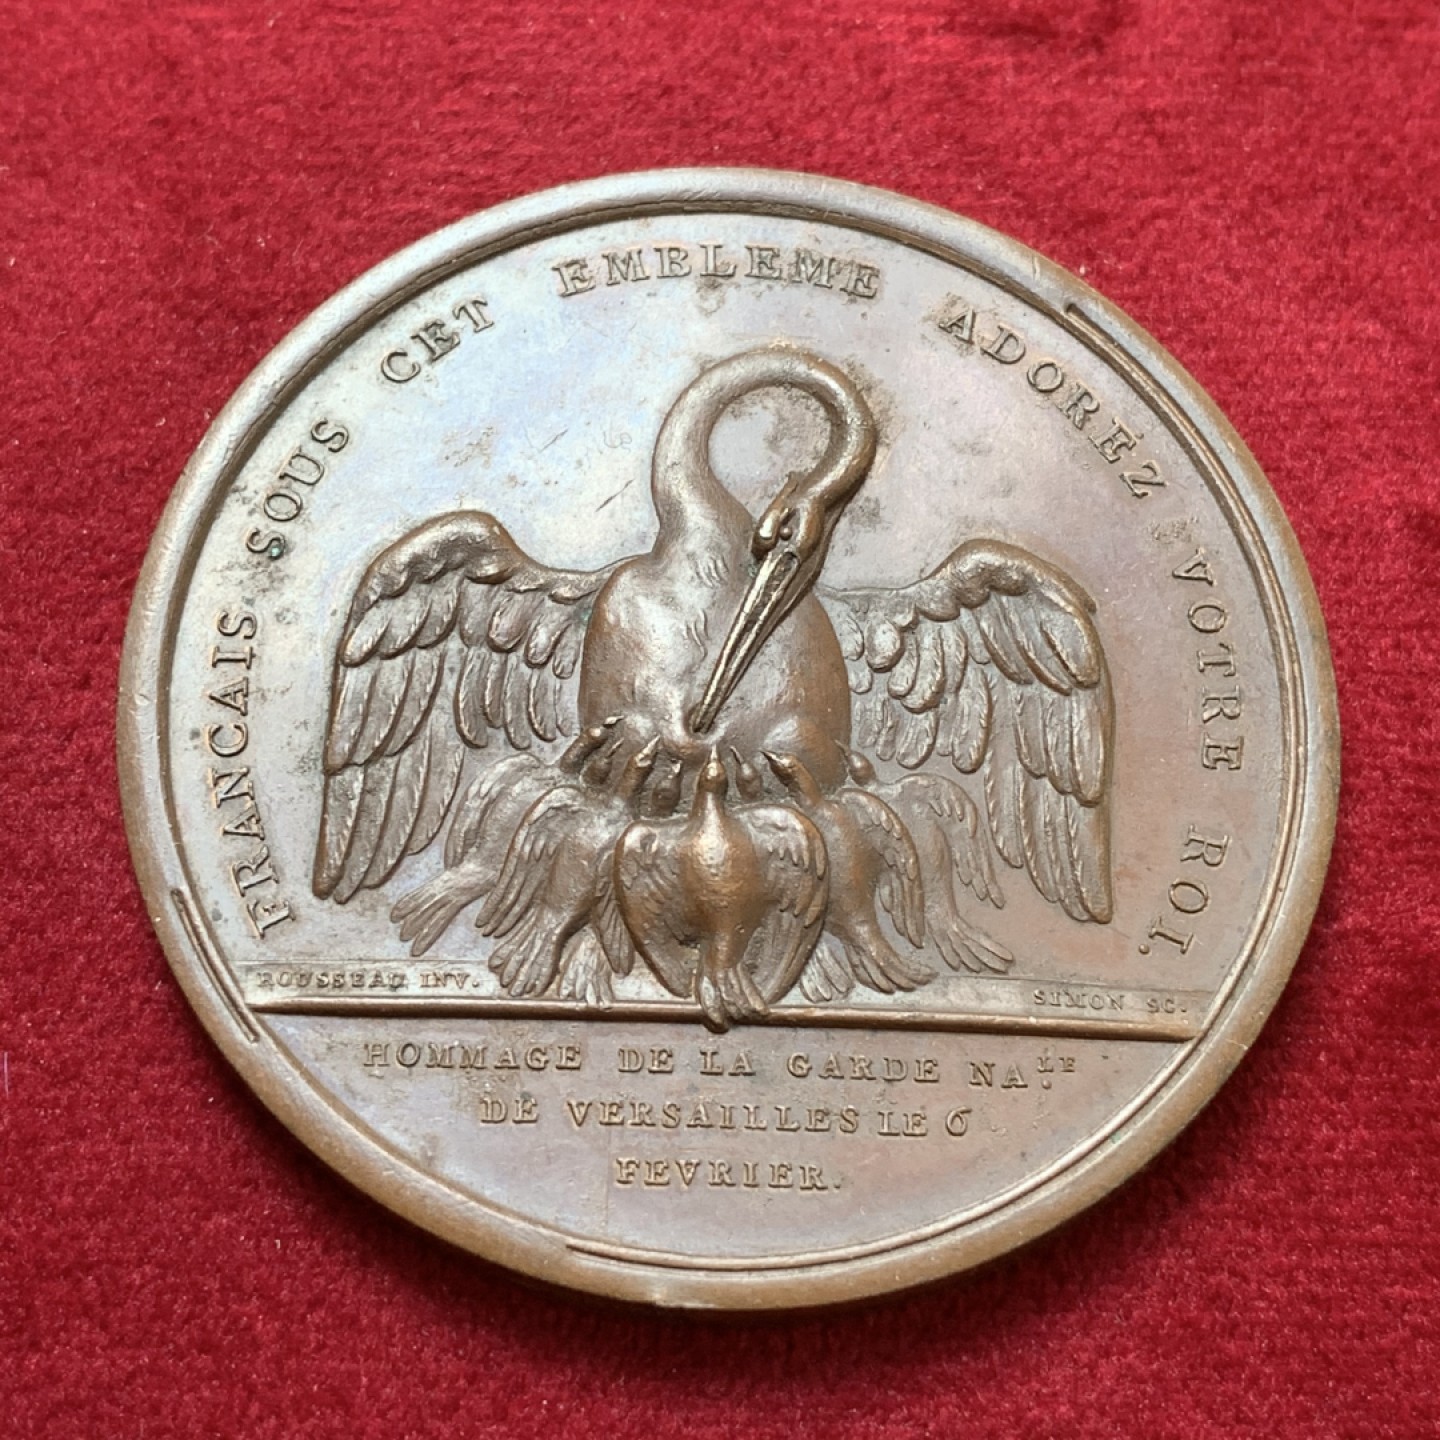 FRANCAIS SOUS CET EMBLEME ADOREZ VOTRE ROI.
ROUSSEAU INV.
SIMON SC.
HOMMAGE DE LA GARDE NA.LE
DE VERSAILLES LE 6
FEVRIER.